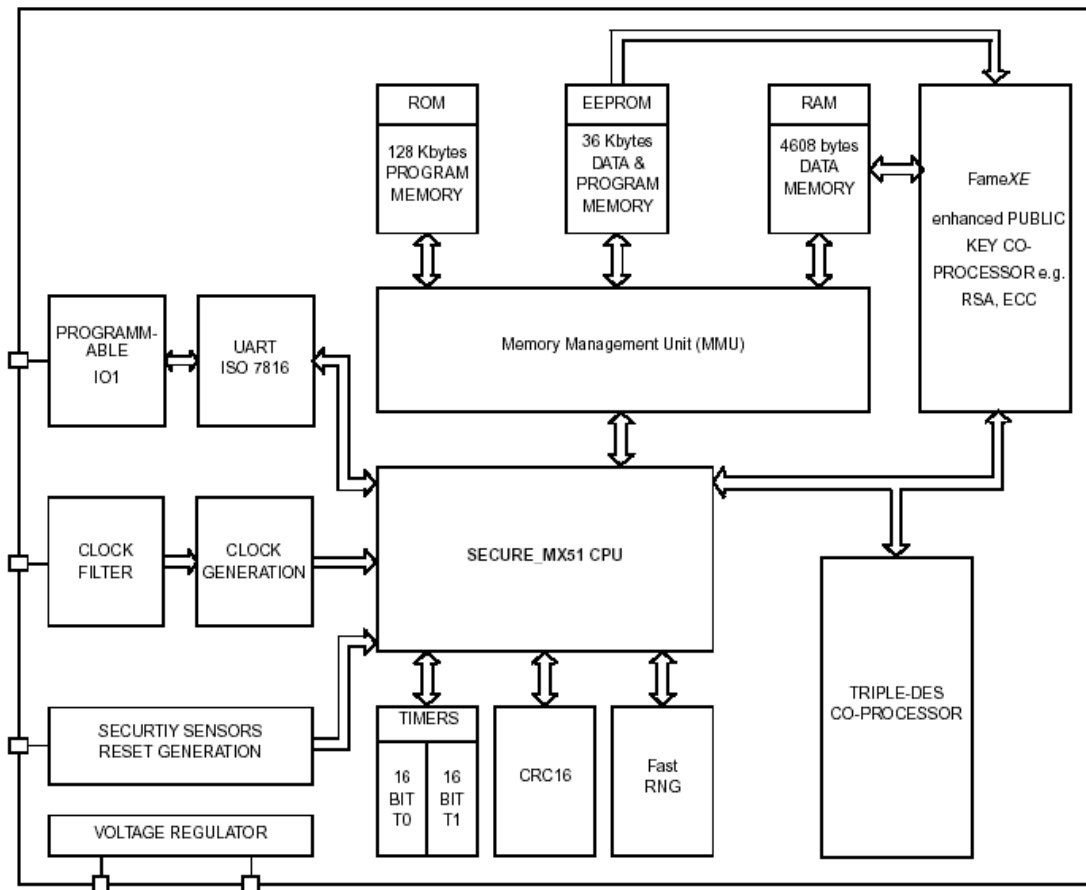 ROM
128 Kbytes
PROGRAM
MEMORY
EEPROM
36 Kbytes
DATA &
PROGRAM
MEMORY
RAM
4608 bytes
DATA
MEMORY
FameXE
enhanced PUBLIC
KEY CO-
PROCESSOR e.g.
RSA, ECC
PROGRAMM-
ABLE
IO1
UART
ISO 7816
Memory Management Unit (MMU)
CLOCK
FILTER
CLOCK
GENERATION
SECURE_MX51 CPU
SECURTIY SENSORS
RESET GENERATION
TIMERS
16
BIT
T0
16
BIT
T1
CRC16
Fast
RNG
TRIPLE-DES
CO-PROCESSOR
VOLTAGE REGULATOR